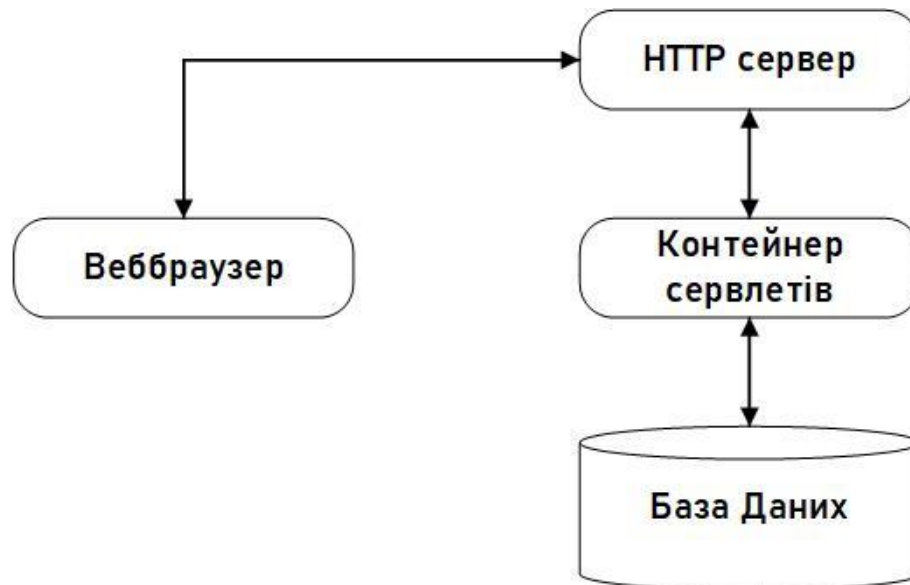 HTTP сервер
Веббраузер
Контейнер
сервлетів
База Даних